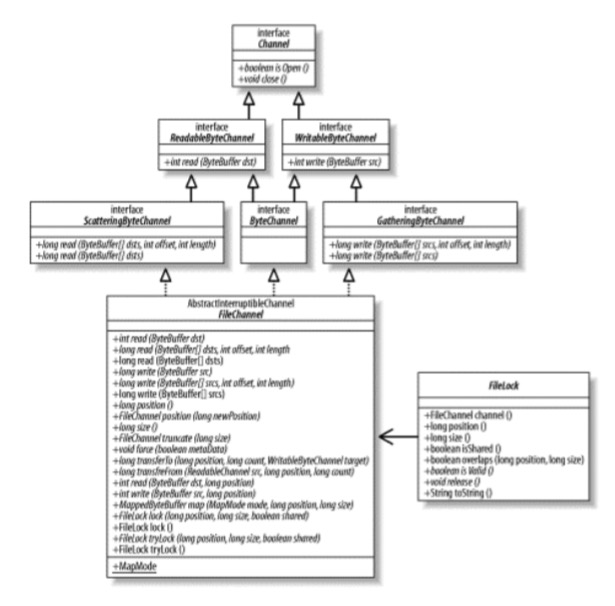 interface
Channel
+boolean is Open ()
+void close ()
interface
ReadableByteChannel
+int read (ByteBuffer dst)
interface
WritableByteChannel
+int write (ByteBuffer src)
interface
ScatteringByteChannel
+long read (ByteBuffer[] dsts, int offset, int length)
+long read (ByteBuffer[] dsts)
interface
ByteChannel
interface
GatheringByteChannel
+long write (ByteBuffer[] srcs, int offset, int length)
+long write (ByteBuffer[] srcs)
AbstractInterruptibleChannel
FileChannel
+int read (ByteBuffer dst)
+long read (ByteBuffer[] dsts, int offset, int length
+long read (ByteBuffer[] dsts)
+long write (ByteBuffer src)
+long write (ByteBuffer[] srcs, int offset, int length)
+long write (ByteBuffer[] srcs)
+long position ()
+FileChannel position (long newPosition)
+long size ()
+FileChannel truncate (long size)
+void force (boolean metaData)
+long transferTo (long position, long count, WritableByteChannel target)
+long transfreFrom (ReadableChannel src, long position, long count)
+int read (ByteBuffer dst, long position)
+int write (ByteBuffer src, long position)
+MappedByteBuffer map (MapMode mode, long position, long size)
+FileLock lock (long position, long size, boolean shared)
+FileLock lock ()
+FileLock tryLock (long position, long size, boolean shared)
+FileLock tryLock ()
+MapMode
FileLock
+FileChannel channel ()
+long position ()
+long size ()
+boolean isShared ()
+boolean overlaps (long position, long size)
+boolean is Valid ()
+void release ()
+String toString ()